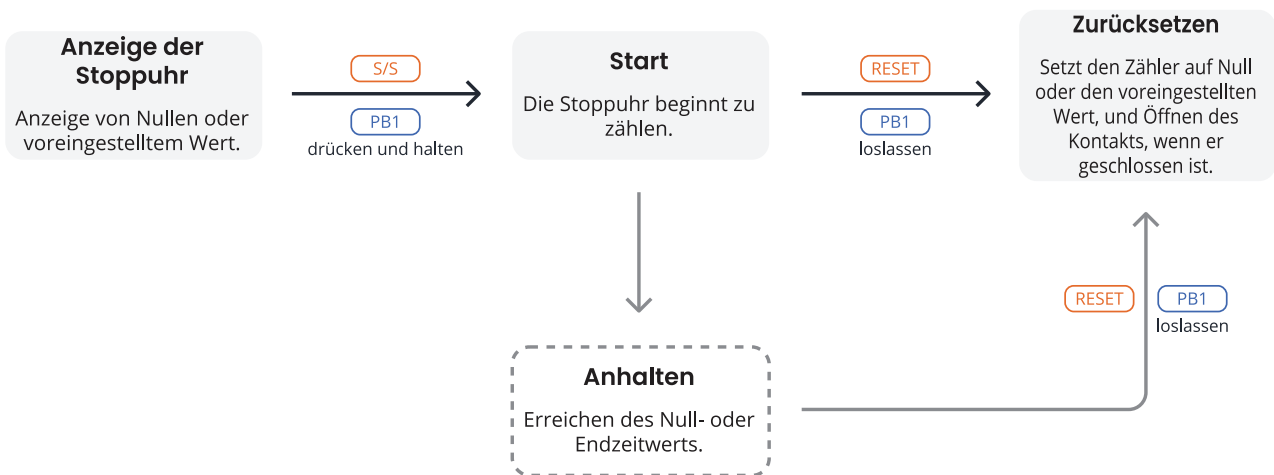 Anzeige der
Stoppuhr
Anzeige von Nullen oder
voreingestelltem Wert.
S/S
PB1
drücken und halten
Start
Die Stoppuhr beginnt zu
zählen.
RESET
PB1
loslassen
Zurücksetzen
Setzt den Zähler auf Null
oder den voreingestellten
Wert, und Öffnen des
Kontakts, wenn er
geschlossen ist.
RESET
PB1
loslassen
Anhalten
Erreichen des Null- oder
Endzeitwerts.